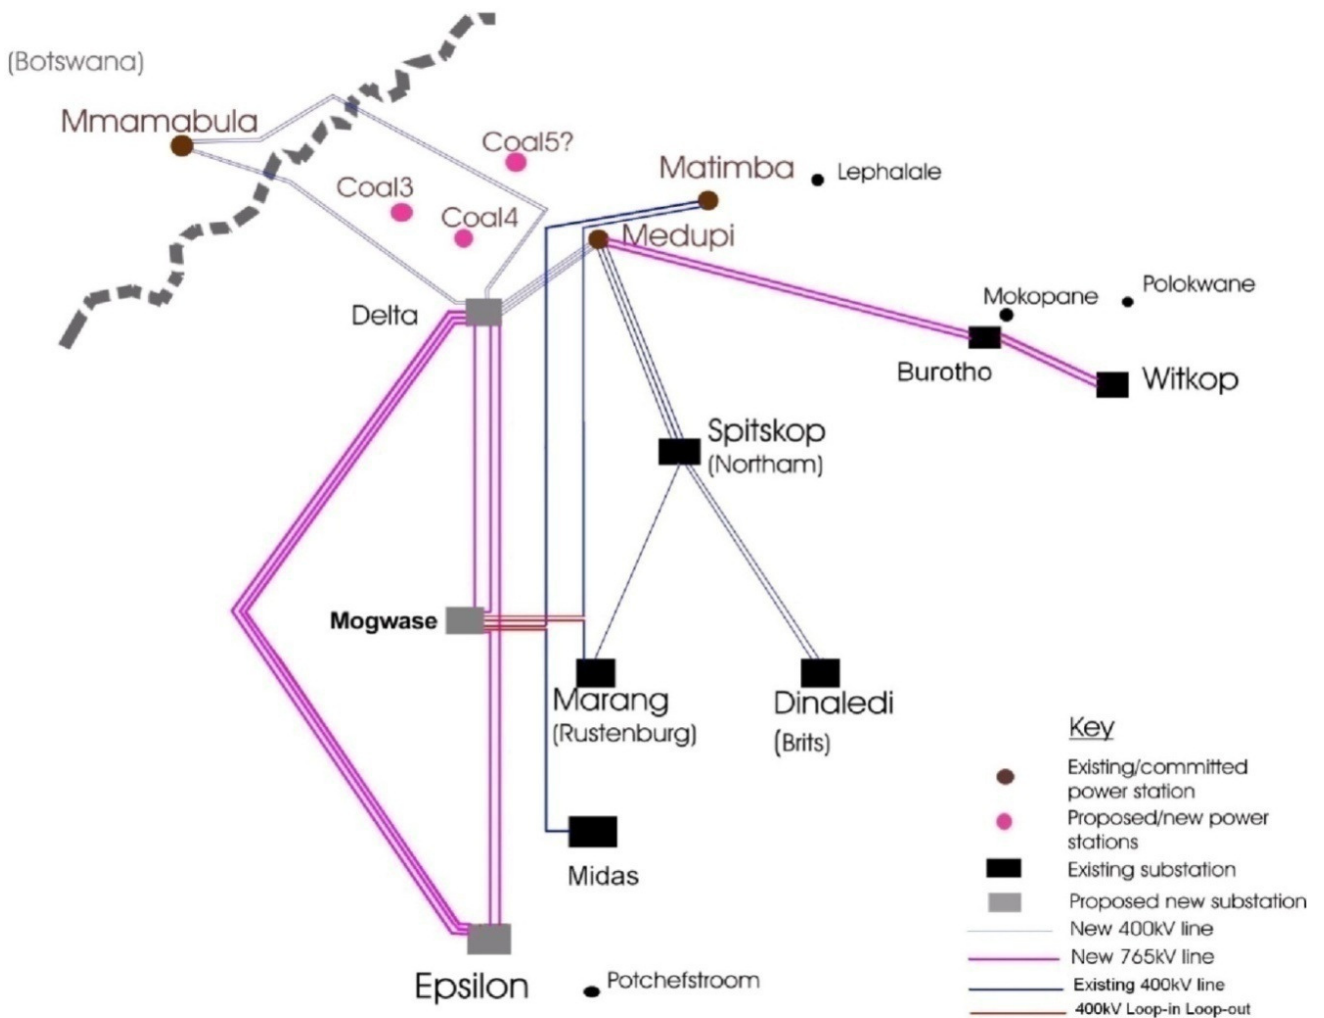 (Botswana)
Mmamabula
Coal5?
Coal3
Coal4
Matimba
Lephalale
Medupi
Delta
Mokopane
Polokwane
Burotho
Witkop
Spitskop
(Northam)
Mogwase
Marang
(Rustenburg)
Dinaledi
(Brits)
Midas
Epsilon
Potchefstroom
Key
Existing/committed
power station
Proposed/new power
stations
Existing substation
Proposed new substation
New 400kV line
New 765kV line
Existing 400kV line
400kV Loop-in Loop-out